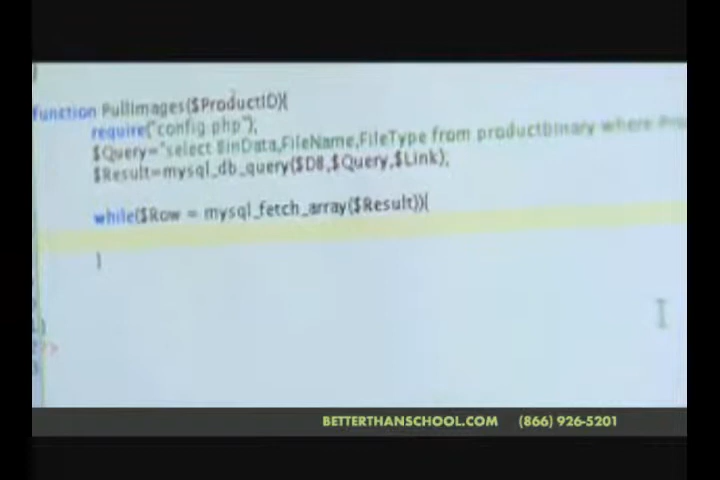 function PullImages($ProductID){
require("config.php");
$Query="select BinData,FileName,FileType from productbinary where
$Result=mysql_db_query($DB,$Query,$Link);
while($Row = mysql_fetch_array($Result)){
}
BETTERTHANSCHOOL.COM (866) 926-5201